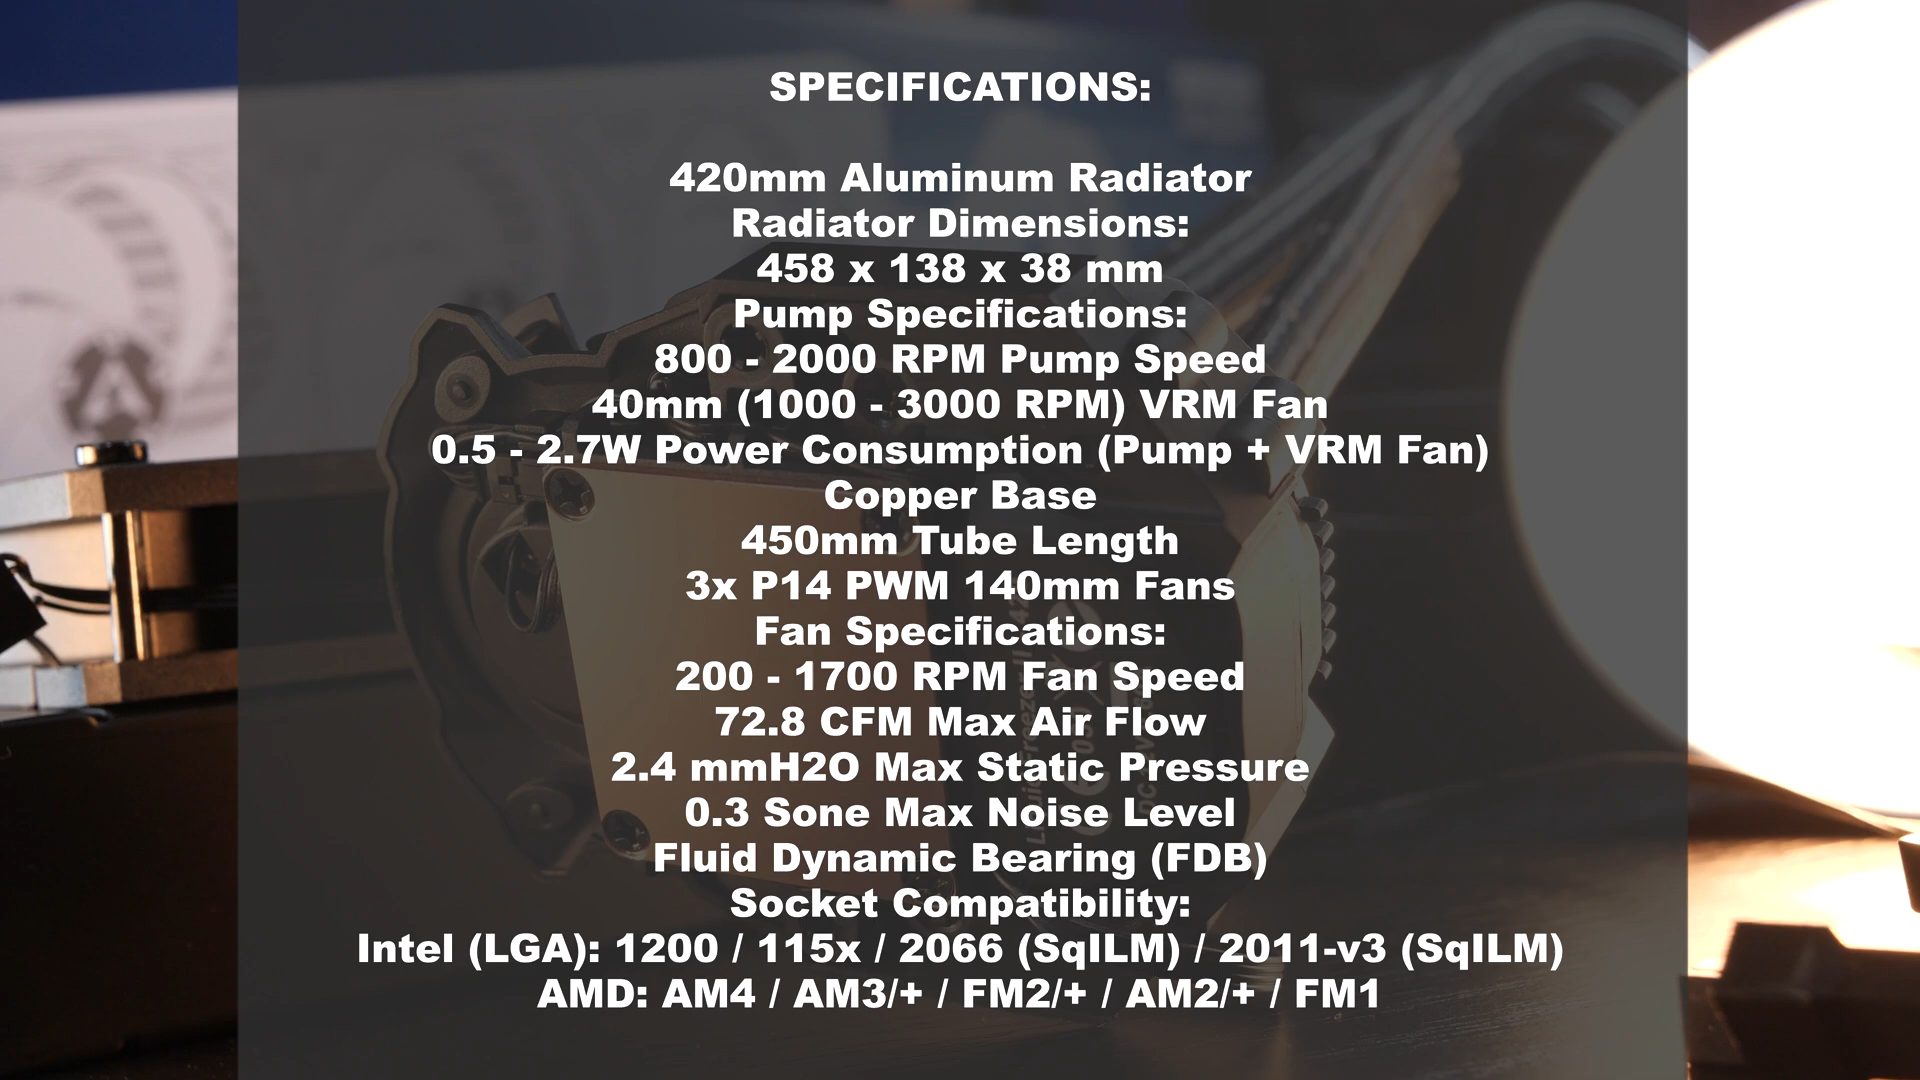 SPECIFICATIONS:
420mm Aluminum Radiator
Radiator Dimensions:
458 x 138 x 38 mm
Pump Specifications:
800 - 2000 RPM Pump Speed
40mm (1000 - 3000 RPM) VRM Fan
0.5 - 2.7W Power Consumption (Pump + VRM Fan)
Copper Base
450mm Tube Length
3x P14 PWM 140mm Fans
Fan Specifications:
200 - 1700 RPM Fan Speed
72.8 CFM Max Air Flow
2.4 mmH2O Max Static Pressure
0.3 Sone Max Noise Level
Fluid Dynamic Bearing (FDB)
Socket Compatibility:
Intel (LGA): 1200 / 115x / 2066 (SqILM) / 2011-v3 (SqILM)
AMD: AM4 / AM3/+ / FM2/+ / AM2/+ / FM1